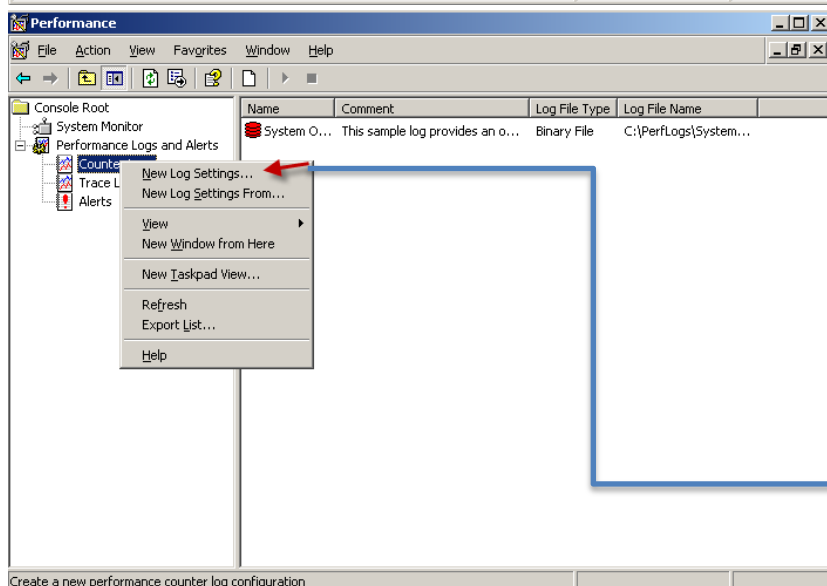 Performance
File Action View Favorites Window Help
Console Root
System Monitor
Performance Logs and Alerts
Counte
Trace L
Alerts
Name Comment Log File Type Log File Name
System O... This sample log provides an o... Binary File C:\PerfLogs\System...
New Log Settings...
New Log Settings From...
View
New Window from Here
New Taskpad View...
Refresh
Export List...
Help
Create a new performance counter log configuration